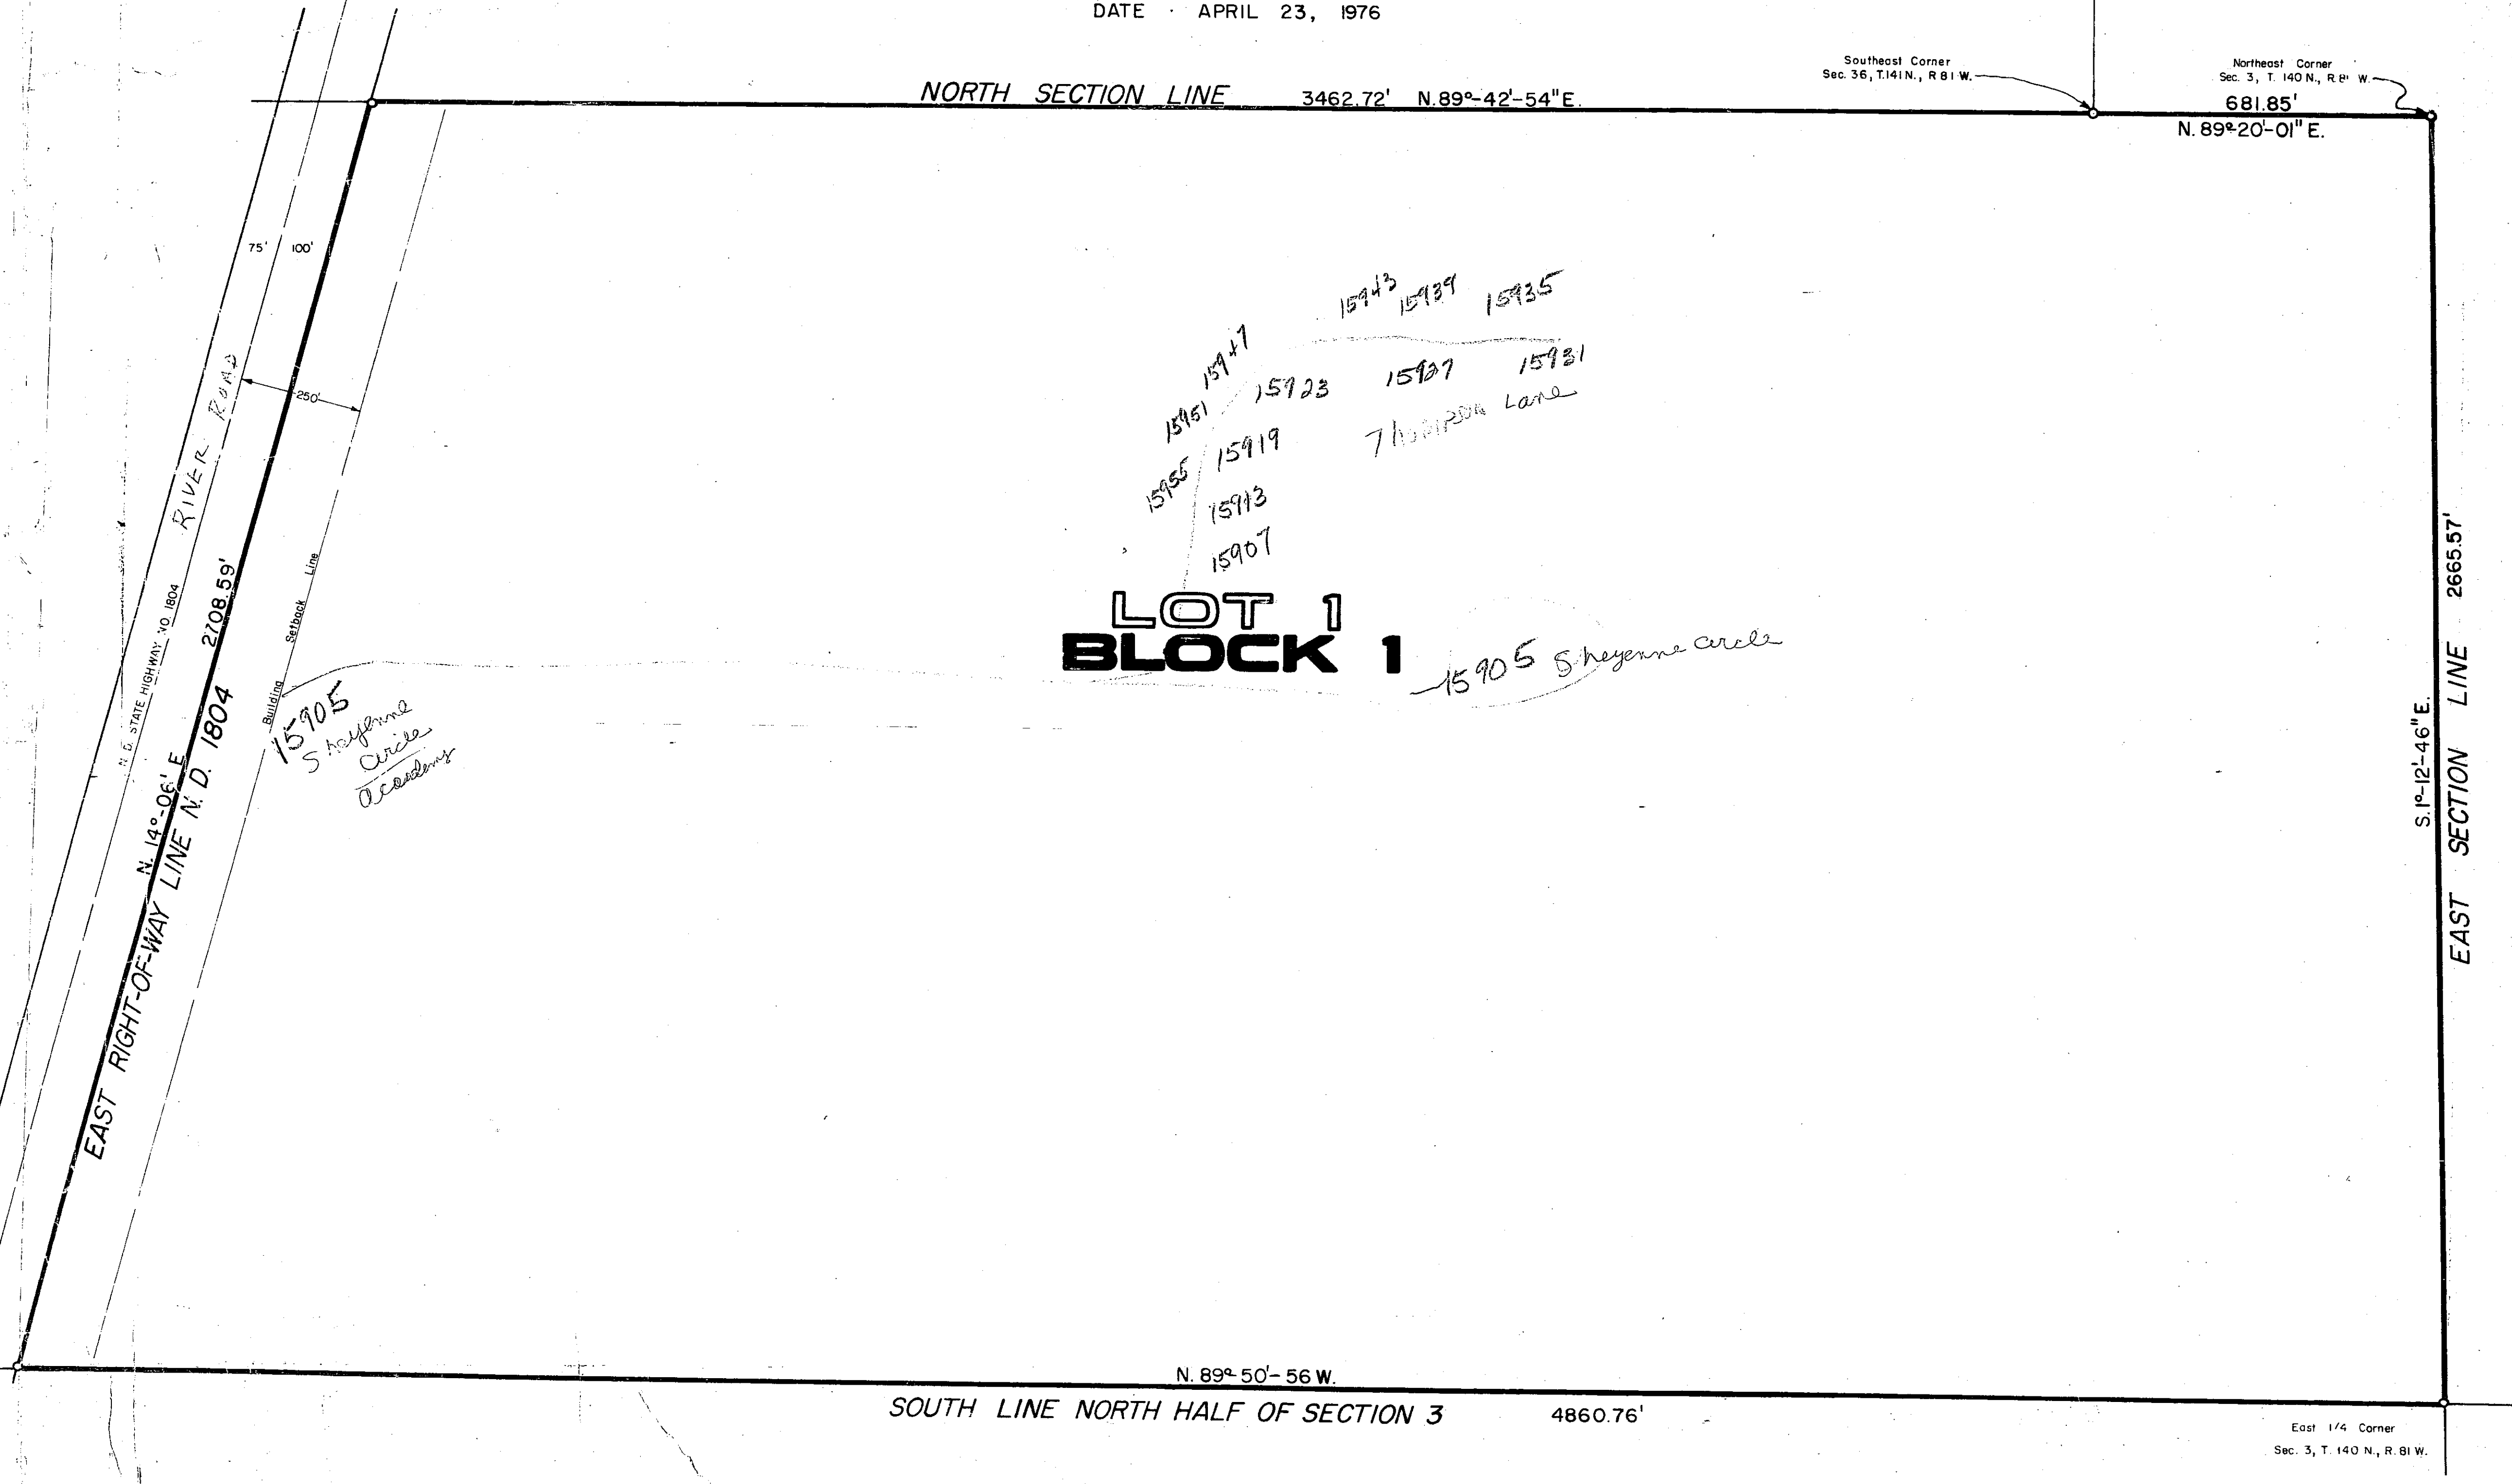 DATE · APRIL 23, 1976
Southeast Corner
Sec. 36, T.141N., R 81 W.
Northeast Corner
Sec. 3, T. 140 N., R 81 W.
NORTH SECTION LINE 3462.72' N.89°-42'-54"E.
681.85'
N. 89°-20'-01" E.
75' 100'
15943 15939 15935
15947
15923 15927 15931
Lane
15951
15919
15955
15913
15907
250'
RIVER ROAD
N. D. STATE HIGHWAY NO. 1804
2708.59'
N. 14°-06' E
EAST RIGHT-OF-WAY LINE N. D. 1804
Building Setback Line
LOT 1
BLOCK 1
15905 Sheyenne Circle
15905
Sheyenne
Circle
Academy
2665.57'
S.1°-12'-46" E.
EAST SECTION LINE
N. 89°-50'-56 W.
SOUTH LINE NORTH HALF OF SECTION 3 4860.76'
East 1/4 Corner
Sec. 3, T. 140 N., R. 81 W.